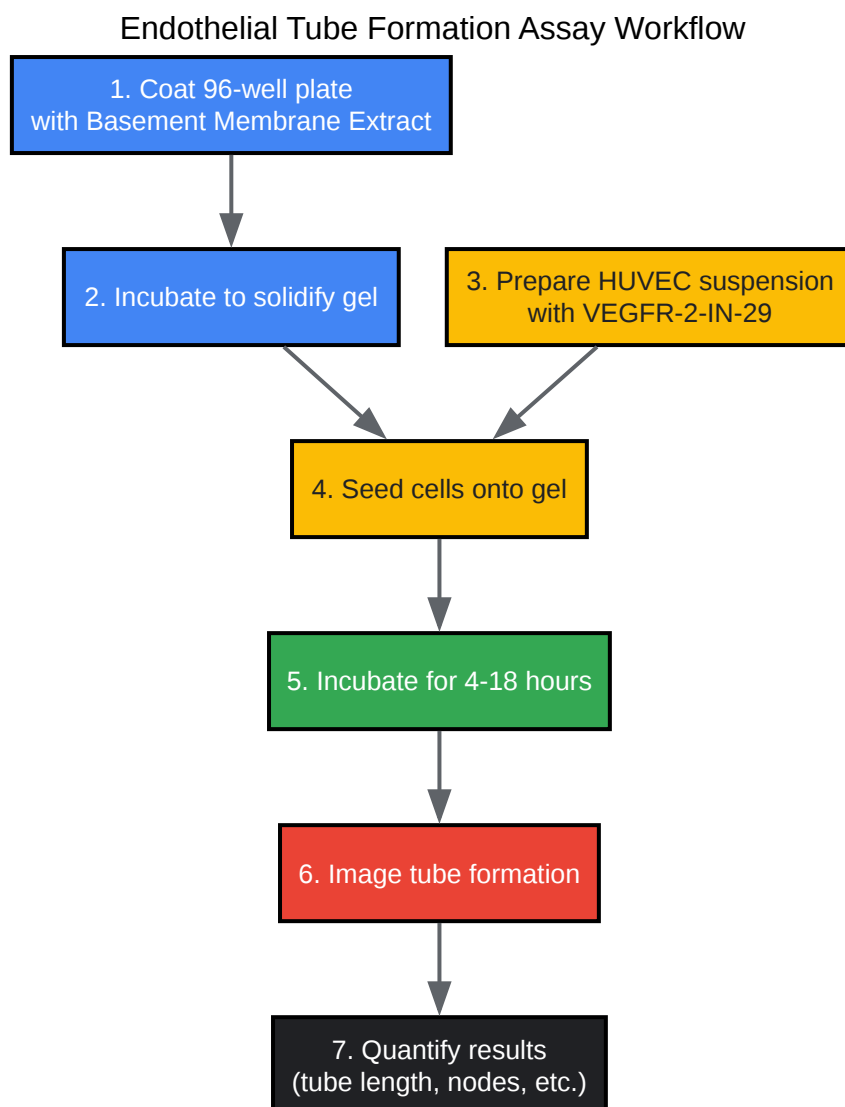 Endothelial Tube Formation Assay Workflow
1. Coat 96-well plate
with Basement Membrane Extract
2. Incubate to solidify gel
3. Prepare HUVEC suspension
with VEGFR-2-IN-29
4. Seed cells onto gel
5. Incubate for 4-18 hours
6. Image tube formation
7. Quantify results
(tube length, nodes, etc.)